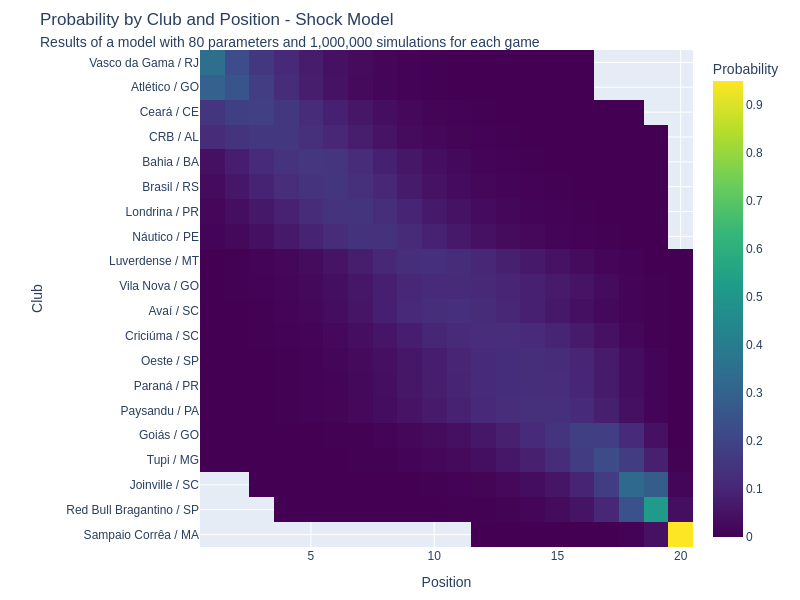 Probability by Club and Position - Shock Model
Results of a model with 80 parameters and 1,000,000 simulations for each game
Probability
Vasco da Gama / RJ
Atlético / GO
Ceará / CE
CRB / AL
Bahia / BA
Brasil / RS
Londrina / PR
Náutico / PE
Luverdense / MT
Vila Nova / GO
Avaí / SC
Criciúma / SC
Oeste / SP
Paraná / PR
Paysandu / PA
Goiás / GO
Tupi / MG
Joinville / SC
Red Bull Bragantino / SP
Sampaio Corrêa / MA
Club
5
10
15
20
Position
0.9
0.8
0.7
0.6
0.5
0.4
0.3
0.2
0.1
0